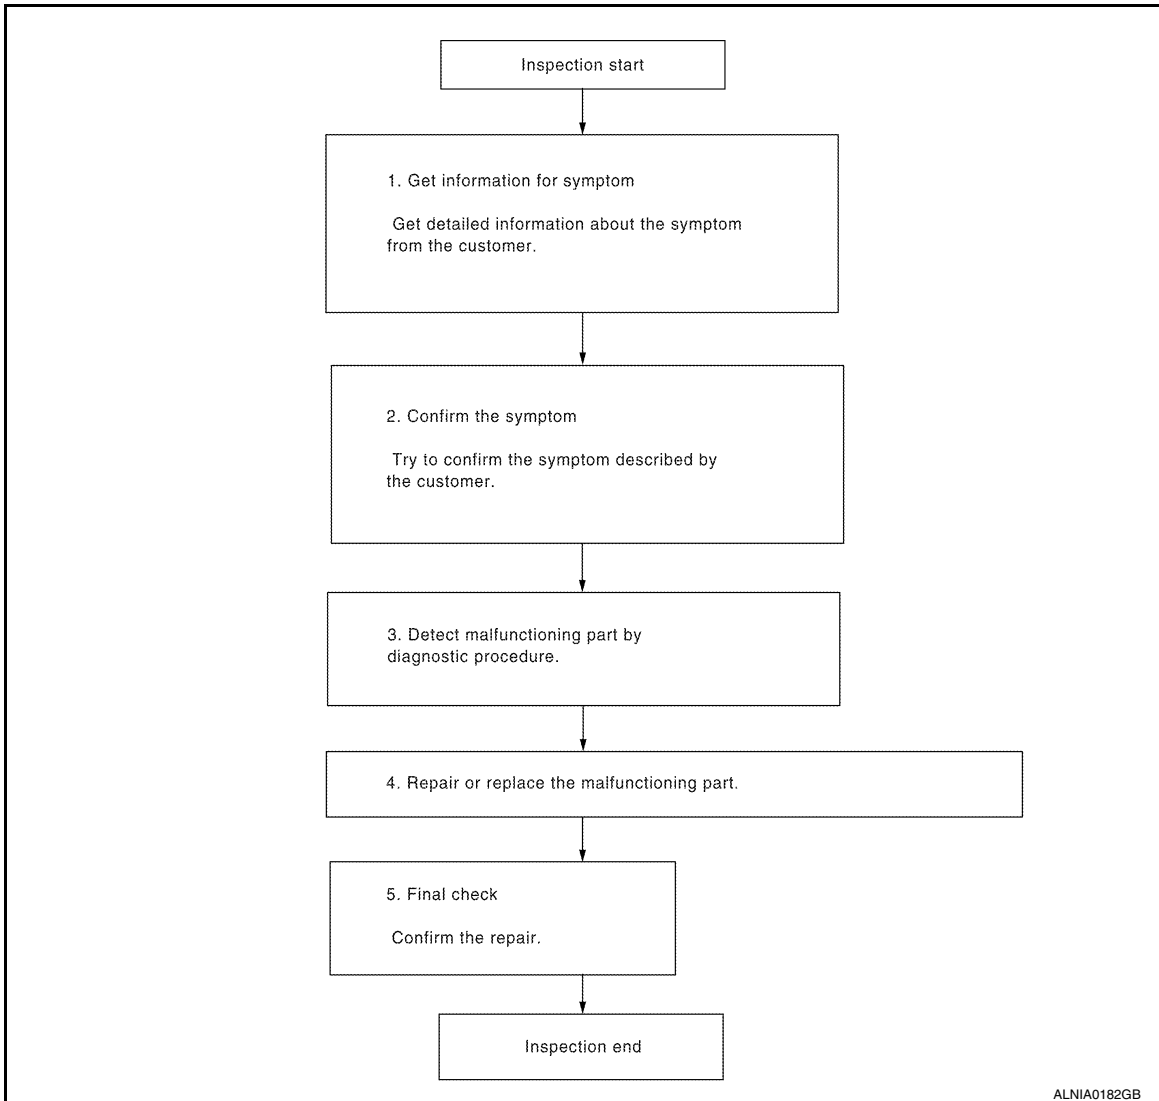 Inspection start
1. Get information for symptom
Get detailed information about the symptom
from the customer.
2. Confirm the symptom
Try to confirm the symptom described by
the customer.
3. Detect malfunctioning part by
diagnostic procedure.
4. Repair or replace the malfunctioning part.
5. Final check
Confirm the repair.
Inspection end
ALNIA0182GB